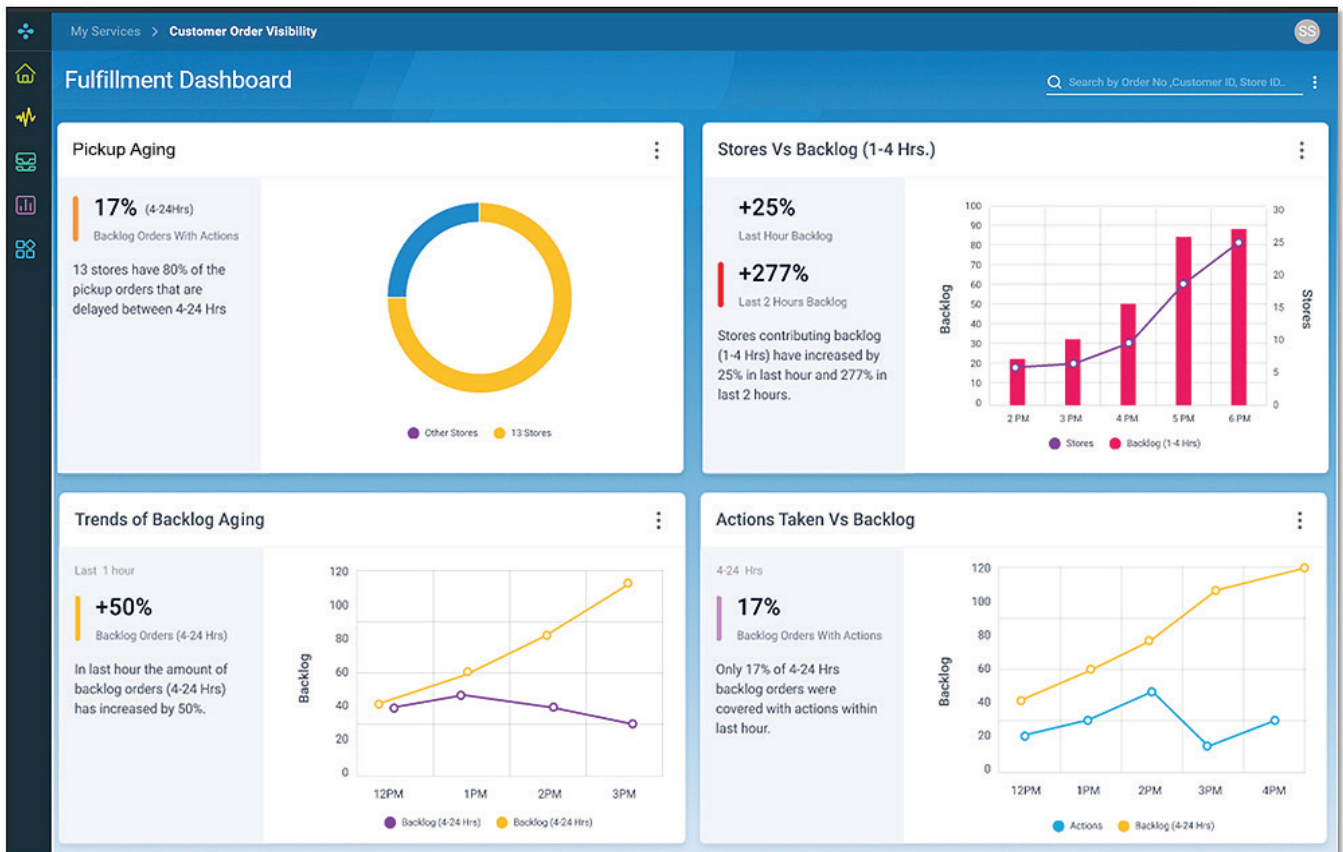 My Services > Customer Order Visibility
SS
Fulfillment Dashboard
Search by Order No ,Customer ID, Store ID...
Pickup Aging
17% (4-24Hrs)
Backlog Orders With Actions
13 stores have 80% of the
pickup orders that are
delayed between 4-24 Hrs
Other Stores
13 Stores
Stores Vs Backlog (1-4 Hrs.)
+25%
Last Hour Backlog
+277%
Last 2 Hours Backlog
Stores contributing backlog
(1-4 Hrs) have increased by
25% in last hour and 277% in
last 2 hours.
Backlog
100
90
80
70
60
50
40
30
20
10
0
30
25
20
15
10
5
0
Stores
2 PM 3 PM 4 PM 5 PM 6 PM
Stores
Backlog (1-4 Hrs)
Trends of Backlog Aging
Last 1 hour
+50%
Backlog Orders (4-24 Hrs)
In last hour the amount of
backlog orders (4-24 Hrs)
has increased by 50%.
Backlog
120
100
80
60
40
20
0
12PM 1PM 2PM 3PM
Backlog (4-24 Hrs)
Backlog (4-24 Hrs)
Actions Taken Vs Backlog
4-24 Hrs
17%
Backlog Orders With Actions
Only 17% of 4-24 Hrs
backlog orders were
covered with actions within
last hour.
Backlog
120
100
80
60
40
20
0
12PM 1PM 2PM 3PM 4PM
Actions
Backlog (4-24 Hrs)